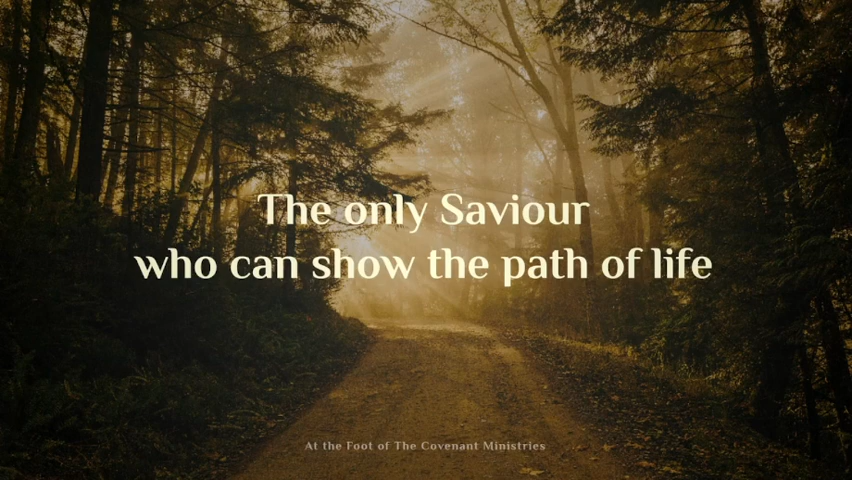 The only Saviour
who can show the path of life
At the Foot of The Covenant Ministries